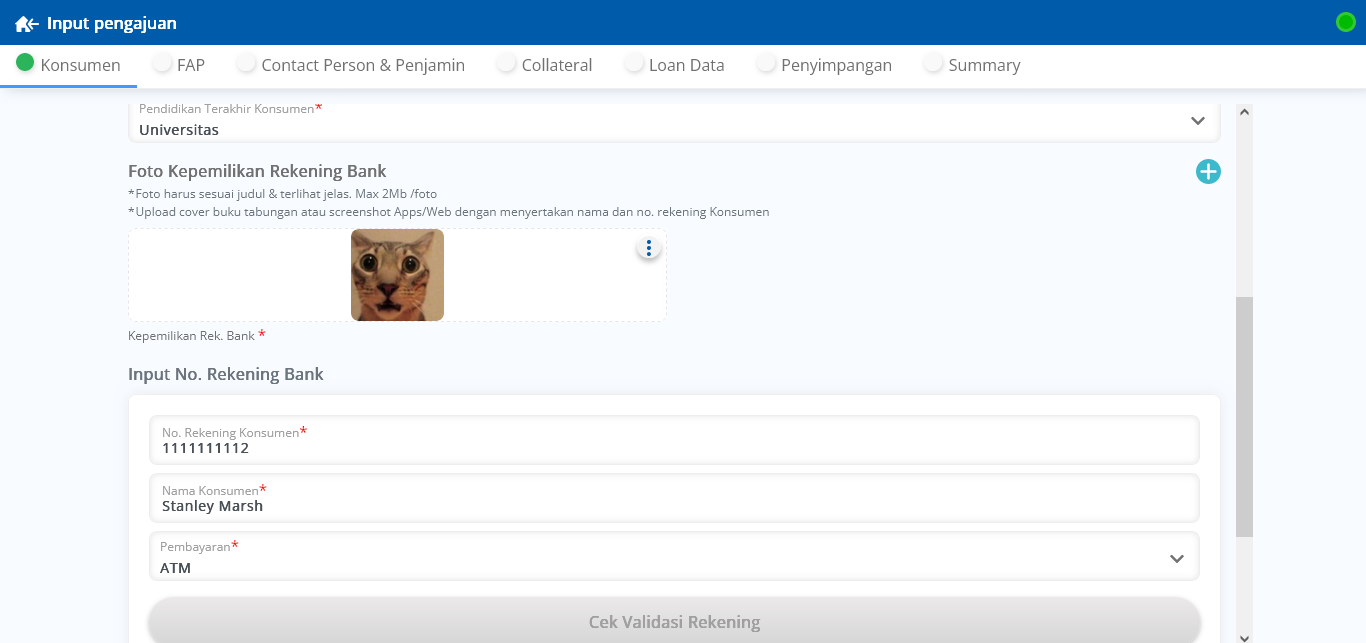 Input pengajuan
Konsumen FAP Contact Person & Penjamin Collateral Loan Data Penyimpangan Summary
Pendidikan Terakhir Konsumen*
Universitas
Foto Kepemilikan Rekening Bank
*Foto harus sesuai judul & terlihat jelas. Max 2Mb /foto
*Upload cover buku tabungan atau screenshot Apps/Web dengan menyertakan nama dan no. rekening Konsumen
Kepemilikan Rek. Bank *
Input No. Rekening Bank
No. Rekening Konsumen*
1111111112
Nama Konsumen*
Stanley Marsh
Pembayaran*
ATM
Cek Validasi Rekening